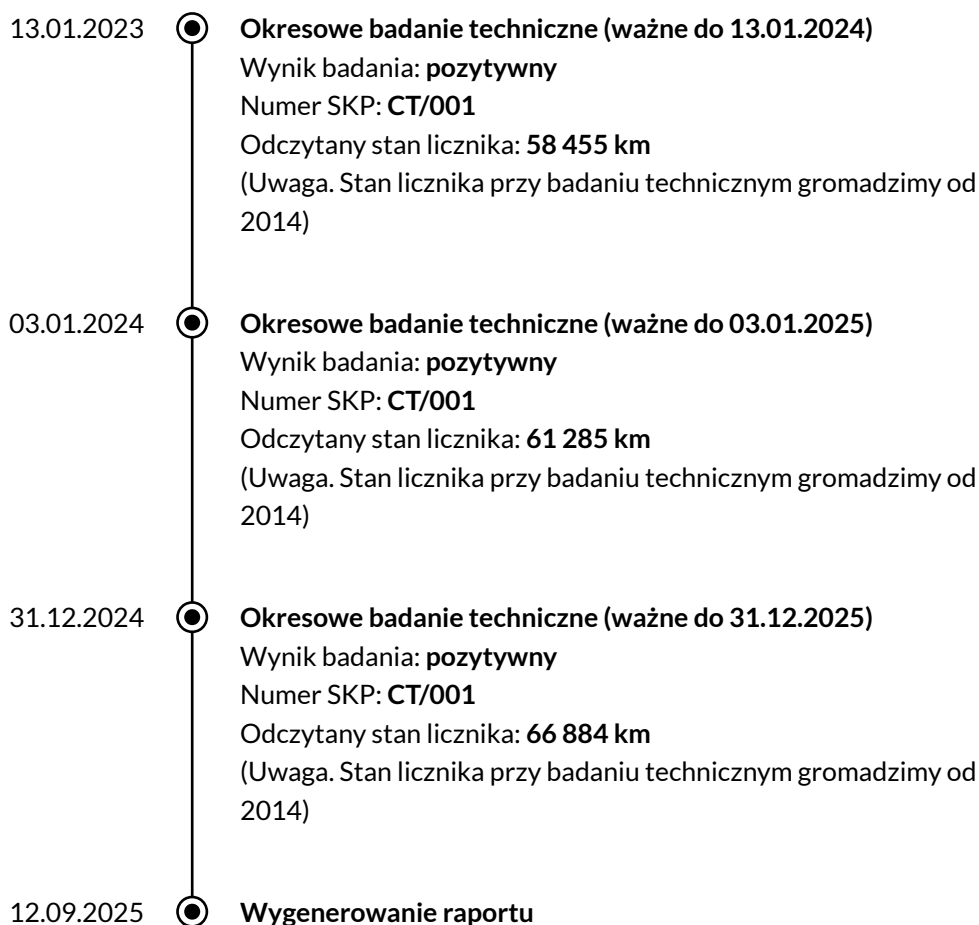 13.01.2023 Okresowe badanie techniczne (ważne do 13.01.2024)
Wynik badania: pozytywny
Numer SKP: CT/001
Odczytany stan licznika: 58 455 km
(Uwaga. Stan licznika przy badaniu technicznym gromadzimy od
2014)
03.01.2024 Okresowe badanie techniczne (ważne do 03.01.2025)
Wynik badania: pozytywny
Numer SKP: CT/001
Odczytany stan licznika: 61 285 km
(Uwaga. Stan licznika przy badaniu technicznym gromadzimy od
2014)
31.12.2024 Okresowe badanie techniczne (ważne do 31.12.2025)
Wynik badania: pozytywny
Numer SKP: CT/001
Odczytany stan licznika: 66 884 km
(Uwaga. Stan licznika przy badaniu technicznym gromadzimy od
2014)
12.09.2025 Wygenerowanie raportu